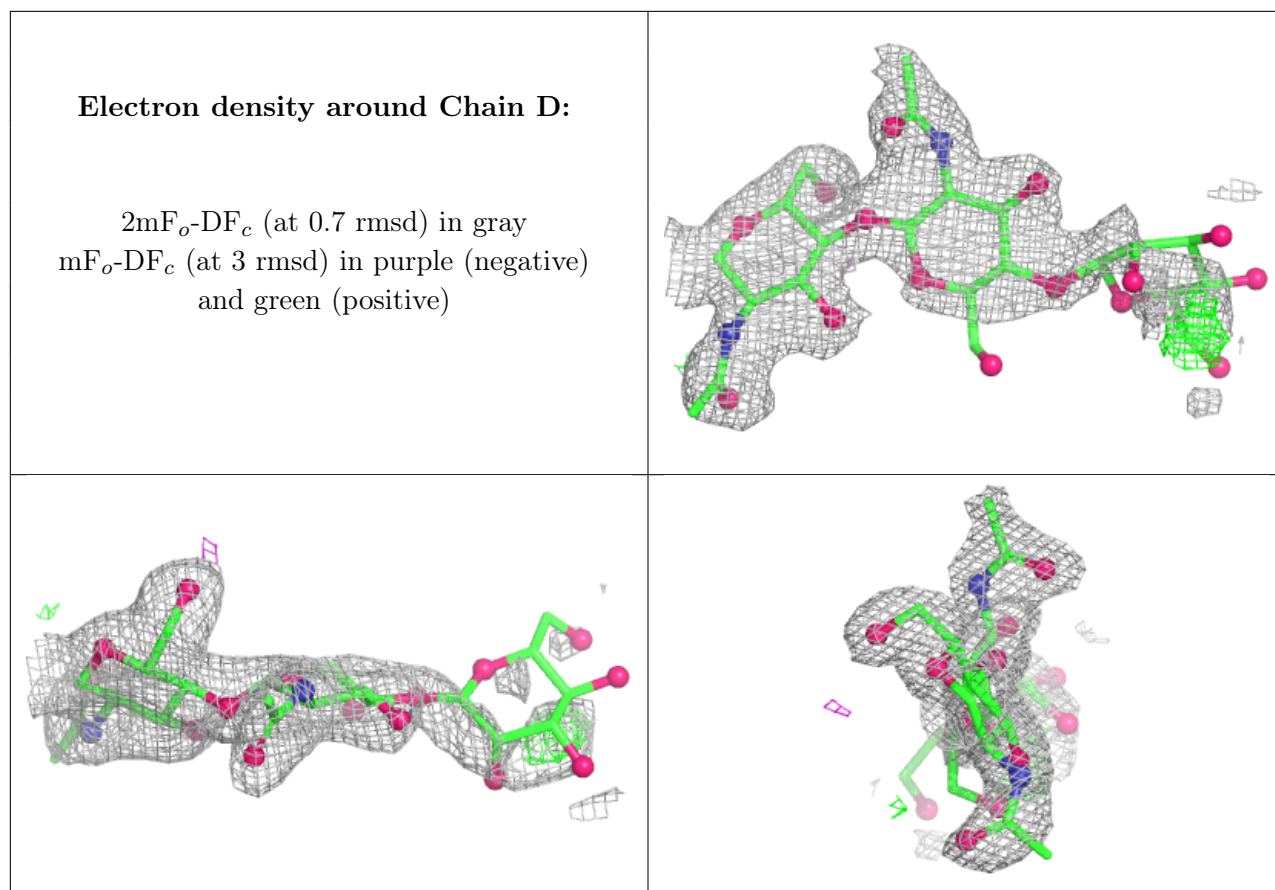 Electron density around Chain D:
2mFo-DFc (at 0.7 rmsd) in gray
mFo-DFc (at 3 rmsd) in purple (negative)
and green (positive)